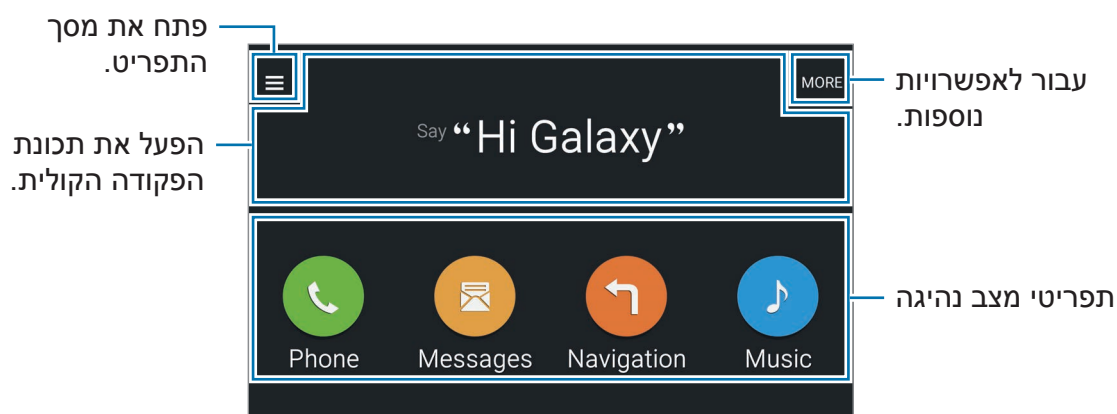 פתח את מסך
התפריט.
MORE
עבור לאפשרויות
נוספות.
Say “Hi Galaxy”
הפעל את תכונת
הפקודה הקולית.
תפריטי מצב נהיגה
Phone
Messages
Navigation
Music